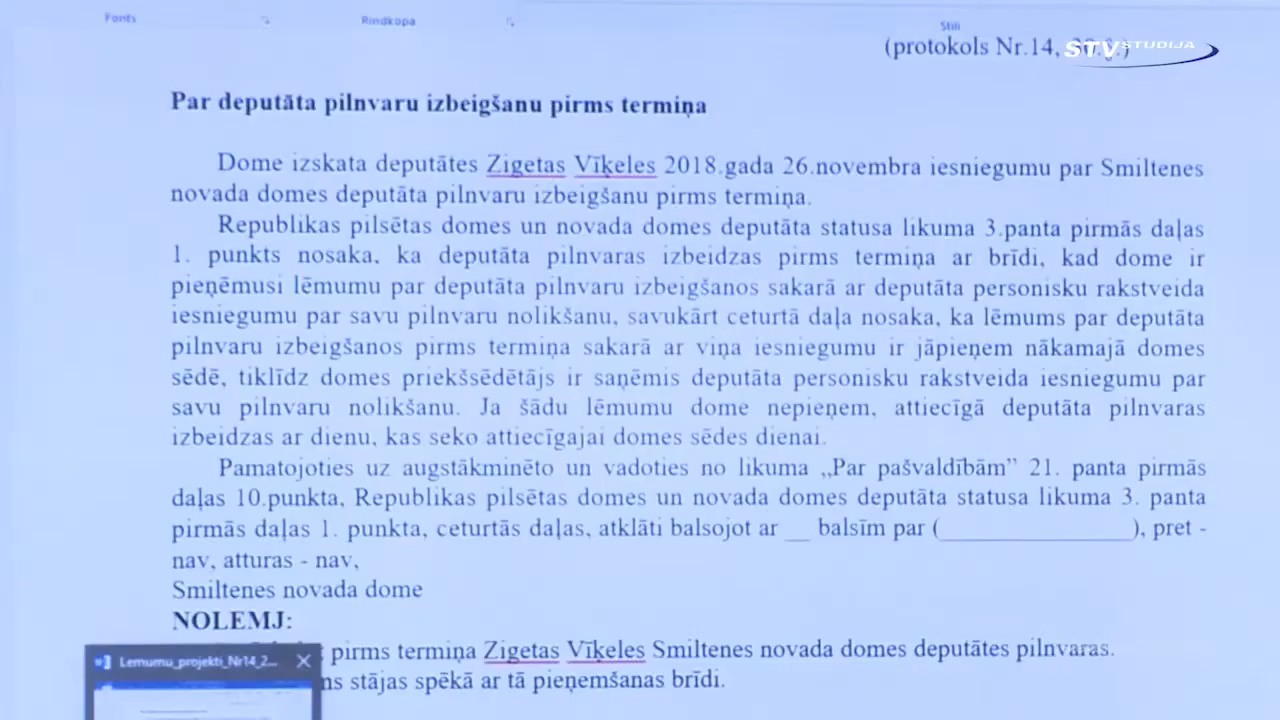 Fonts Rindkopa Stili
(protokols Nr.14,
STV STUDIJA
Par deputāta pilnvaru izbeigšanu pirms termiņa
Dome izskata deputātes Zigetas Vīķeles 2018.gada 26.novembra iesniegumu par Smiltenes
novada domes deputāta pilnvaru izbeigšanu pirms termiņa.
Republikas pilsētas domes un novada domes deputāta statusa likuma 3.panta pirmās daļas
1. punkts nosaka, ka deputāta pilnvaras izbeidzas pirms termiņa ar brīdi, kad dome ir
pieņēmusi lēmumu par deputāta pilnvaru izbeigšanos sakarā ar deputāta personisku rakstveida
iesniegumu par savu pilnvaru nolikšanu, savukārt ceturtā daļa nosaka, ka lēmums par deputāta
pilnvaru izbeigšanos pirms termiņa sakarā ar viņa iesniegumu ir jāpieņem nākamajā domes
sēdē, tiklīdz domes priekšsēdētājs ir saņēmis deputāta personisku rakstveida iesniegumu par
savu pilnvaru nolikšanu. Ja šādu lēmumu dome nepieņem, attiecīgā deputāta pilnvaras
izbeidzas ar dienu, kas seko attiecīgajai domes sēdes dienai.
Pamatojoties uz augstākminēto un vadoties no likuma „Par pašvaldībām” 21. panta pirmās
daļas 10.punkta, Republikas pilsētas domes un novada domes deputāta statusa likuma 3. panta
pirmās daļas 1. punkta, ceturtās daļas, atklāti balsojot ar __ balsīm par (________________), pret -
nav, atturas - nav,
Smiltenes novada dome
NOLEMJ:
pirms termiņa Zigetas Vīķeles Smiltenes novada domes deputātes pilnvaras.
ms stājas spēkā ar tā pieņemšanas brīdi.
Lemumu_projekti_Nr14_2...